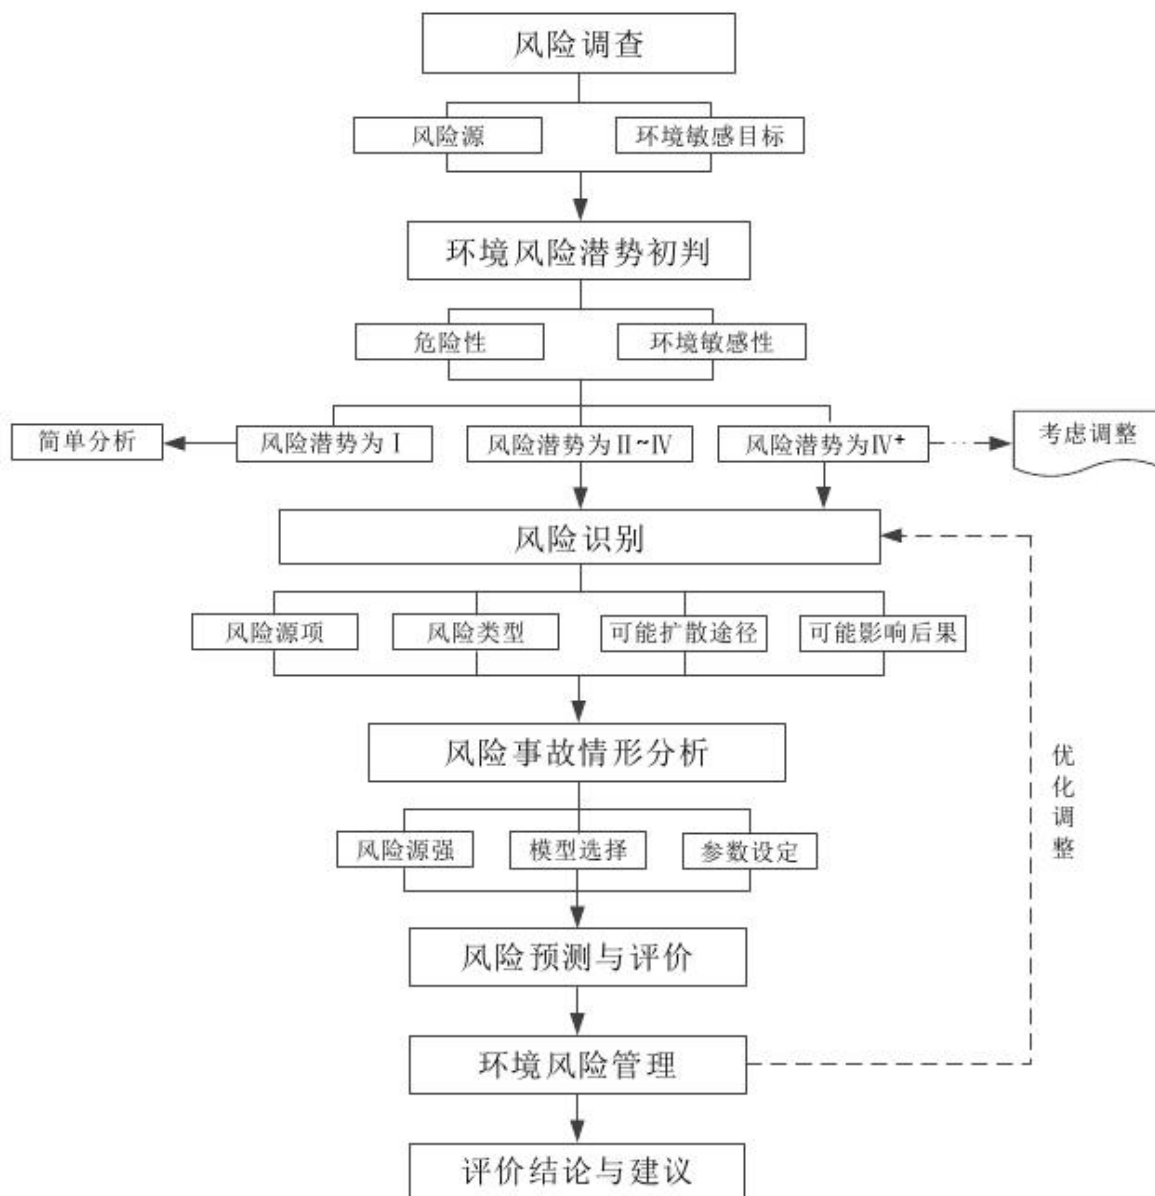 风险调查
风险源
环境敏感目标
环境风险潜势初判
危险性
环境敏感性
简单分析
风险潜势为Ⅰ
风险潜势为Ⅱ~Ⅳ
风险潜势为Ⅳ⁺
考虑调整
风险识别
风险源项
风险类型
可能扩散途径
可能影响后果
风险事故情形分析
风险源强
模型选择
参数设定
优化调整
风险预测与评价
环境风险管理
评价结论与建议